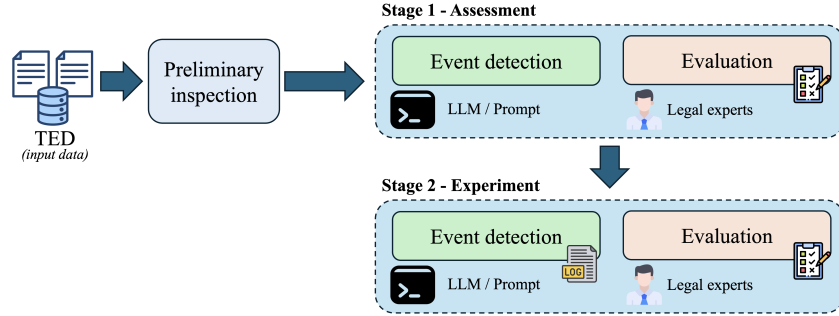 Stage 1 - Assessment
Preliminary
inspection
TED
(input data)
Event detection
Evaluation
LLM / Prompt
Legal experts
Stage 2 - Experiment
Event detection
LOG
Evaluation
LLM / Prompt
Legal experts